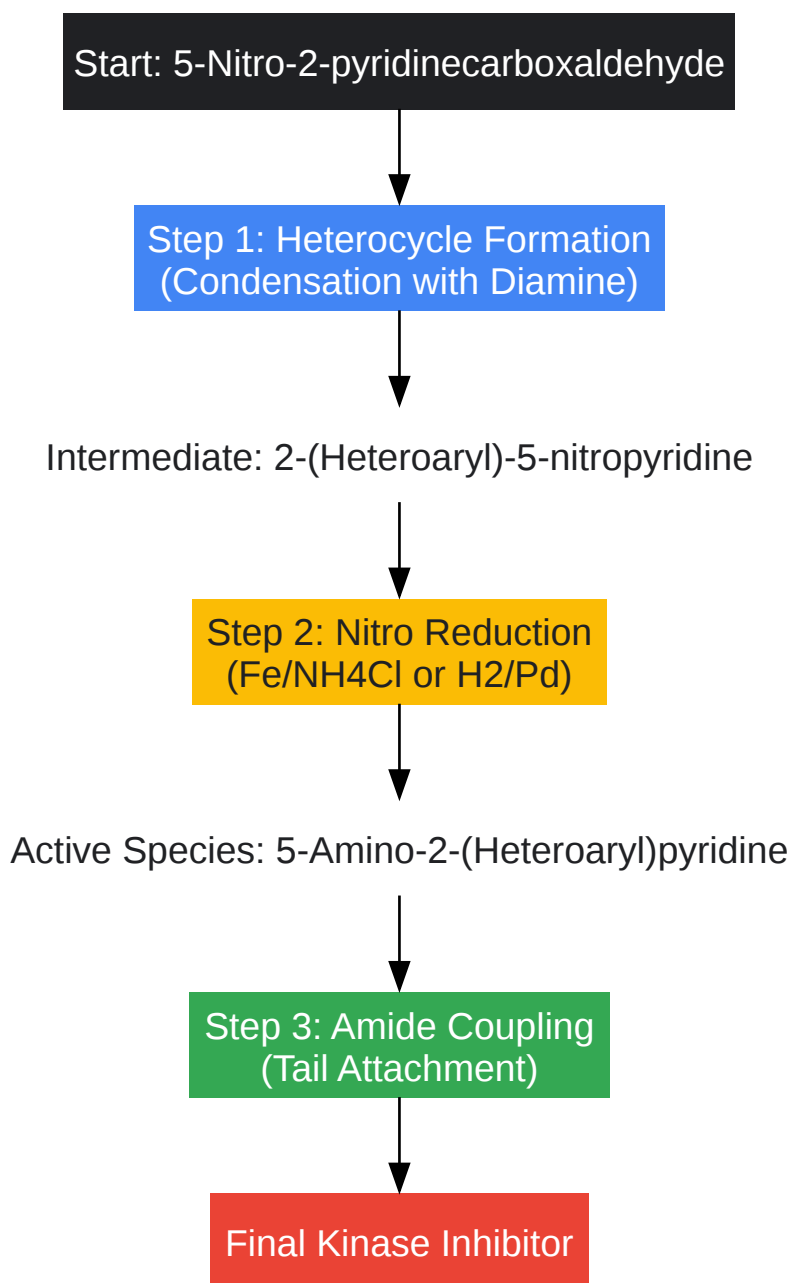 Start: 5-Nitro-2-pyridinecarboxaldehyde
Step 1: Heterocycle Formation
(Condensation with Diamine)
Intermediate: 2-(Heteroaryl)-5-nitropyridine
Step 2: Nitro Reduction
(Fe/NH4Cl or H2/Pd)
Active Species: 5-Amino-2-(Heteroaryl)pyridine
Step 3: Amide Coupling
(Tail Attachment)
Final Kinase Inhibitor